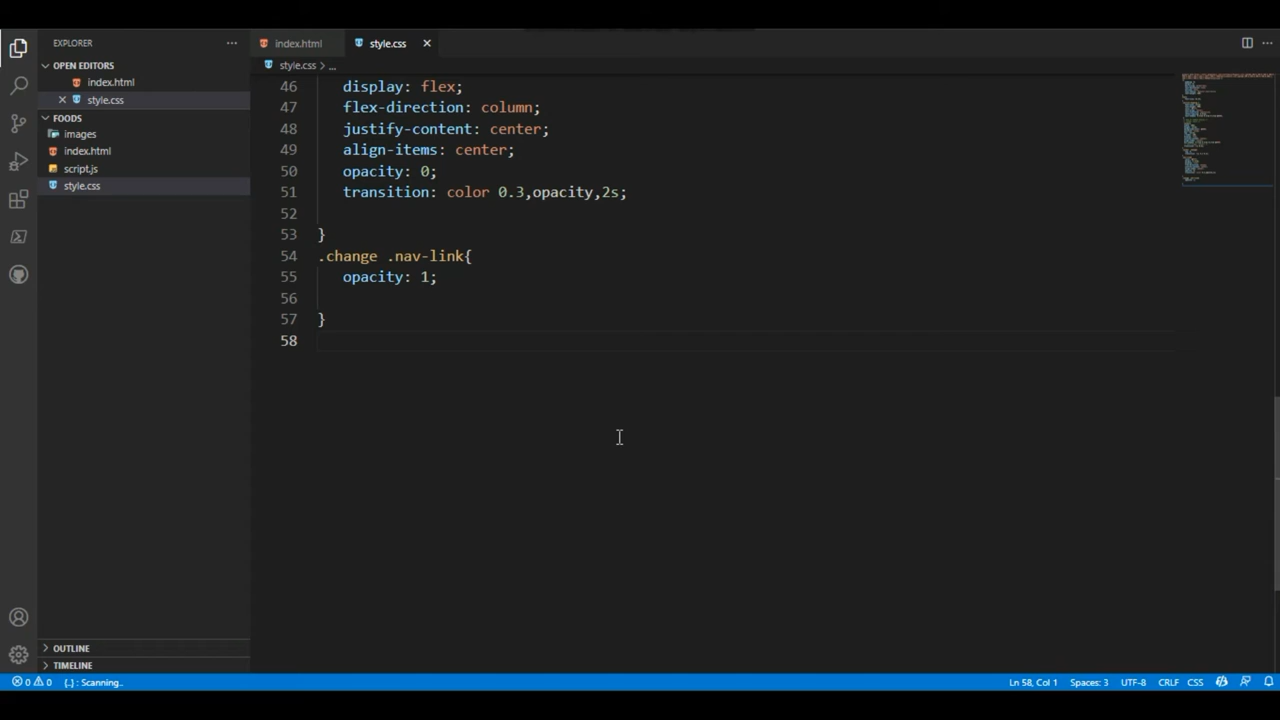 EXPLORER
index.html
style.css
OPEN EDITORS
style.css > ...
index.html
style.css
FOODS
images
index.html
script.js
style.css
46 display: flex;
47 flex-direction: column;
48 justify-content: center;
49 align-items: center;
50 opacity: 0;
51 transition: color 0.3,opacity,2s;
52
53 }
54 .change .nav-link{
55 opacity: 1;
56
57 }
58
OUTLINE
TIMELINE
0 0 {..} : Scanning.. Ln 58, Col 1 Spaces: 3 UTF-8 CRLF CSS